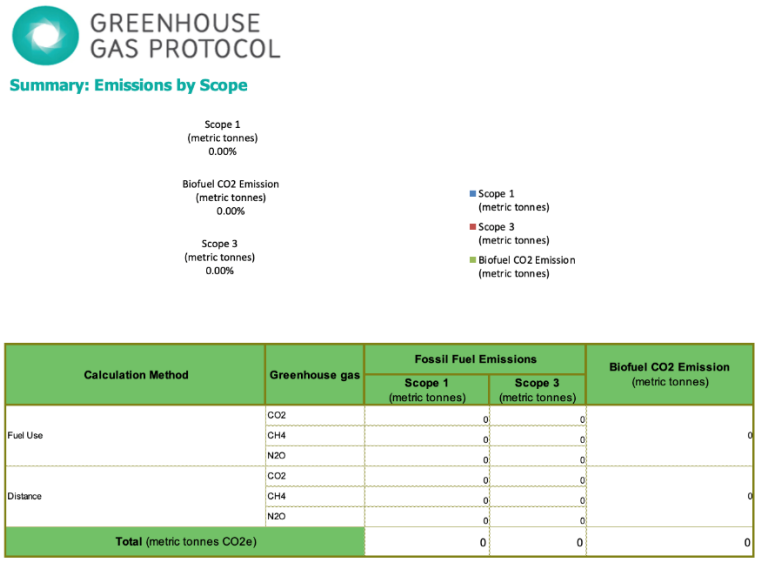 GREENHOUSE
GAS PROTOCOL
Summary: Emissions by Scope
Scope 1
(metric tonnes)
0.00%
Biofuel CO2 Emission
(metric tonnes)
0.00%
Scope 3
(metric tonnes)
0.00%
Scope 1
(metric tonnes)
Scope 3
(metric tonnes)
Biofuel CO2 Emission
(metric tonnes)
Calculation Method Greenhouse gas Fossil Fuel Emissions Biofuel CO2 Emission
(metric tonnes)
Scope 1 Scope 3
(metric tonnes) (metric tonnes)
Fuel Use CO2 0 0 0
CH4 0 0
N2O 0 0
Distance CO2 0 0 0
CH4 0 0
N2O 0 0
Total (metric tonnes CO2e) 0 0 0